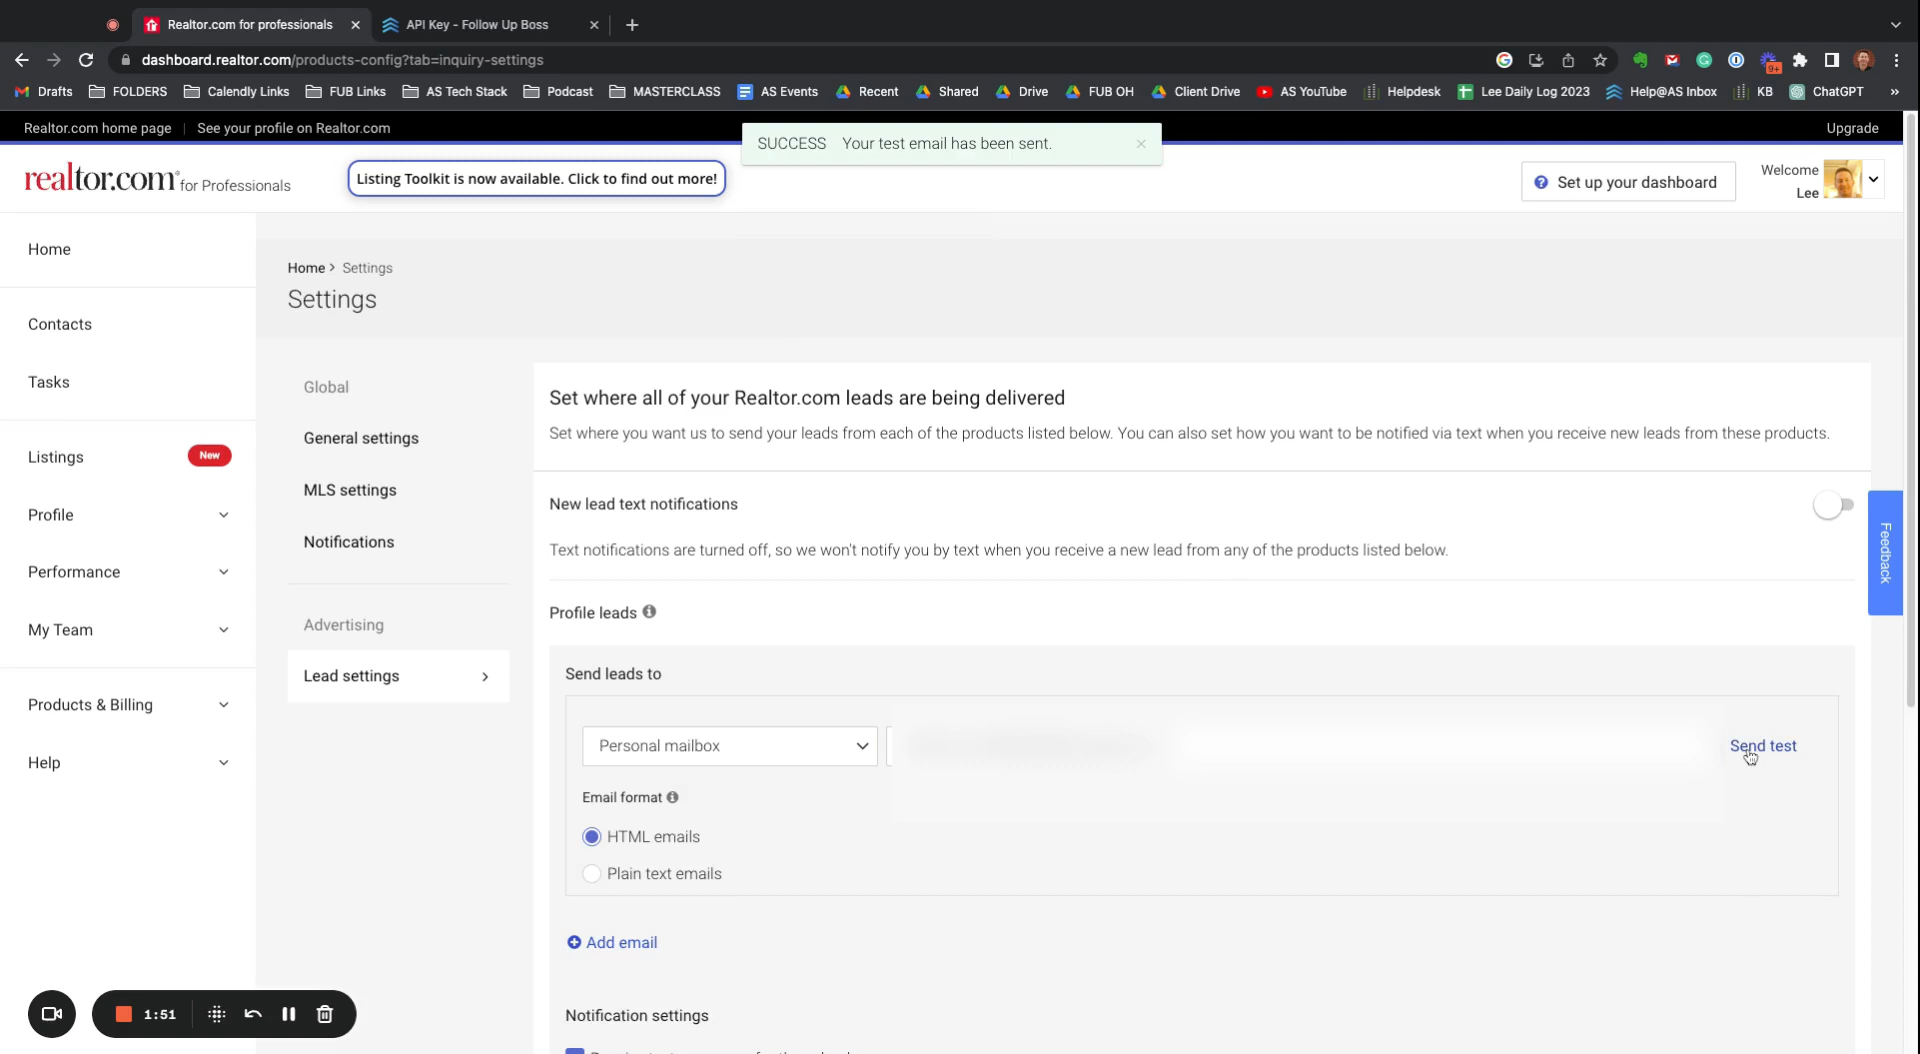 Realtor.com for professionals
API Key - Follow Up Boss
dashboard.realtor.com/products-config?tab=inquiry-settings
9+
Drafts FOLDERS Calendly Links FUB Links AS Tech Stack Podcast MASTERCLASS AS Events Recent Shared Drive FUB OH Client Drive AS YouTube Helpdesk Lee Daily Log 2023 Help@AS Inbox KB ChatGPT »
Realtor.com home page | See your profile on Realtor.com
Upgrade
SUCCESS Your test email has been sent.
realtor.com® for Professionals
Listing Toolkit is now available. Click to find out more!
Set up your dashboard
Welcome
Lee
Home
Contacts
Tasks
Listings New
Profile
Performance
My Team
Products & Billing
Help
Home > Settings
Settings
Global
General settings
MLS settings
Notifications
Advertising
Lead settings
Set where all of your Realtor.com leads are being delivered
Set where you want us to send your leads from each of the products listed below. You can also set how you want to be notified via text when you receive new leads from these products.
New lead text notifications
Text notifications are turned off, so we won't notify you by text when you receive a new lead from any of the products listed below.
Profile leads
Send leads to
Personal mailbox
Send test
Email format
HTML emails
Plain text emails
Add email
Notification settings
Feedback
1:51